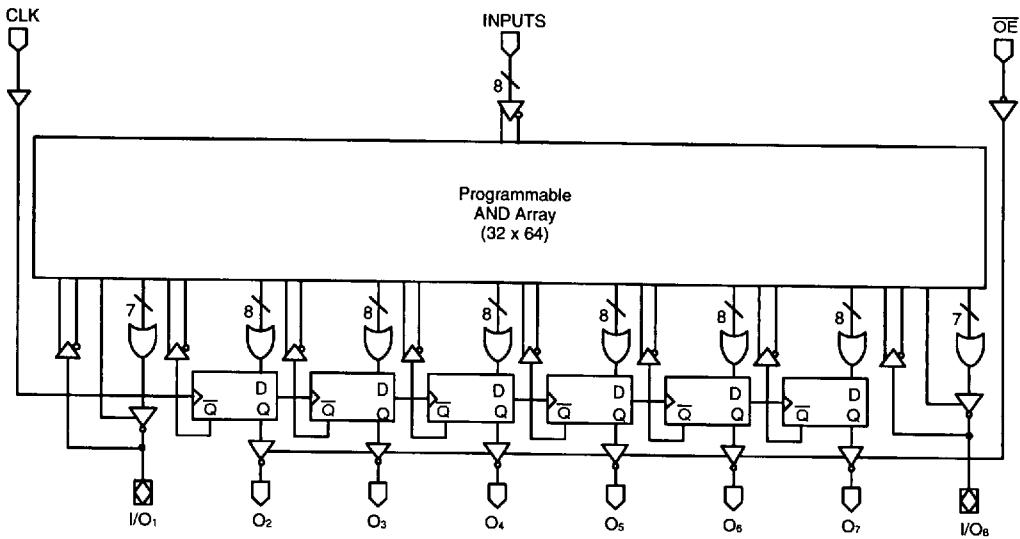 CLK
INPUTS
OE
8
Programmable
AND Array
(32 x 64)
7
8
8
8
8
8
8
7
D
Q
Q
D
Q
Q
D
Q
Q
D
Q
Q
D
Q
Q
D
Q
Q
I/O1
O2
O3
O4
O5
O6
O7
I/O8